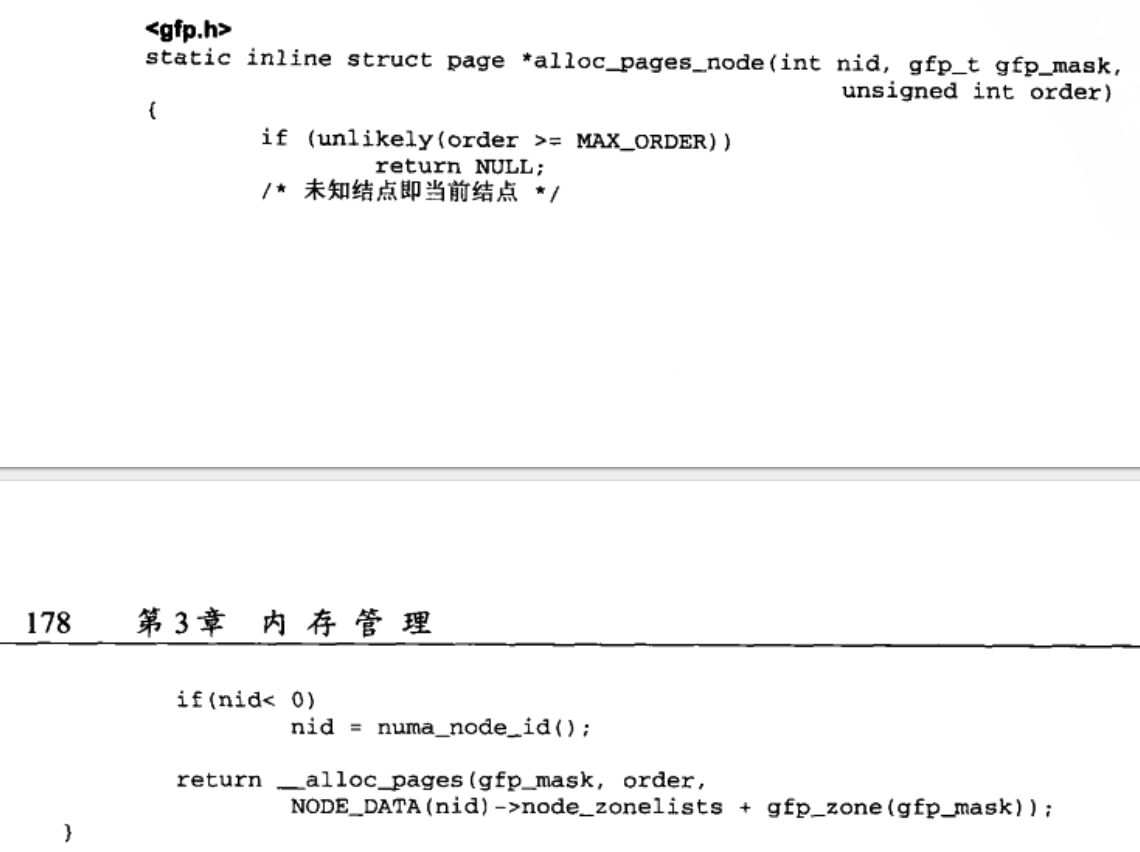 <gfp.h>
static inline struct page *alloc_pages_node(int nid, gfp_t gfp_mask,
unsigned int order)
{
if (unlikely(order >= MAX_ORDER))
return NULL;
/* 未知结点即当前结点 */
178 第3章 内存管理
if(nid< 0)
nid = numa_node_id();
return __alloc_pages(gfp_mask, order,
NODE_DATA(nid)->node_zonelists + gfp_zone(gfp_mask));
}